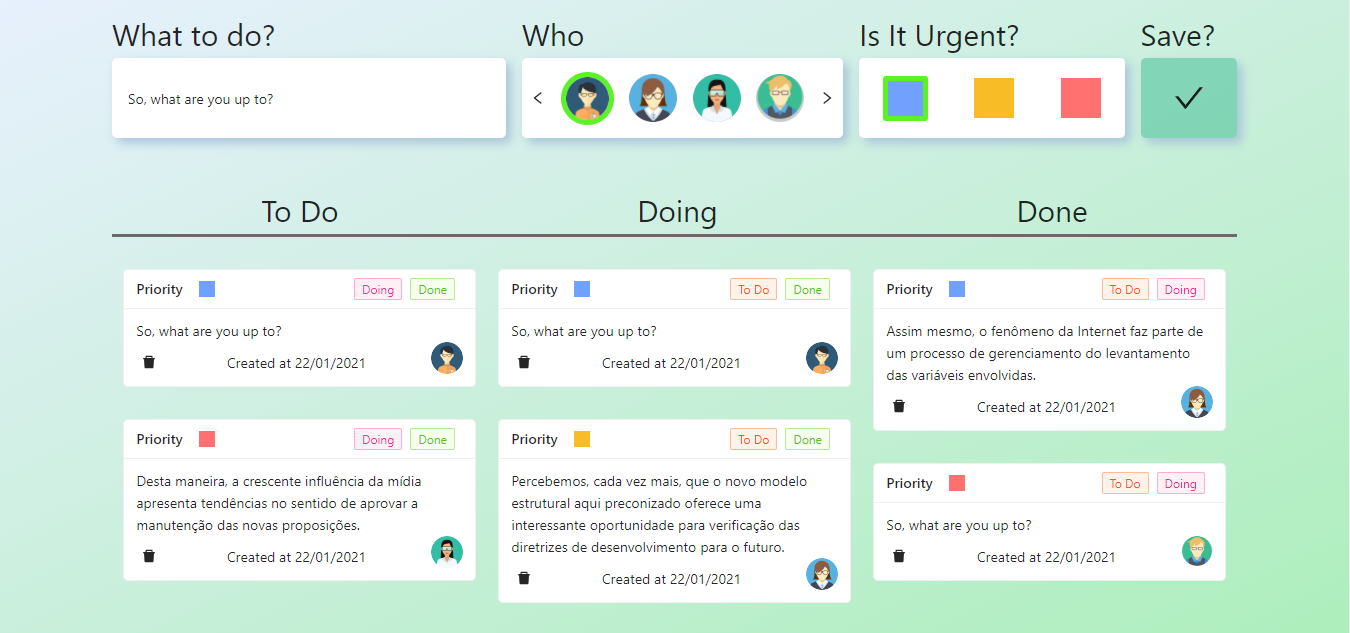 What to do?
Who
Is It Urgent?
Save?
So, what are you up to?
To Do
Doing
Done
Priority
Doing
Done
So, what are you up to?
Created at 22/01/2021
Priority
Doing
Done
Desta maneira, a crescente influência da mídia
apresenta tendências no sentido de aprovar a
manutenção das novas proposições.
Created at 22/01/2021
Priority
To Do
Done
So, what are you up to?
Created at 22/01/2021
Priority
To Do
Done
Percebemos, cada vez mais, que o novo modelo
estrutural aqui preconizado oferece uma
interessante oportunidade para verificação das
diretrizes de desenvolvimento para o futuro.
Created at 22/01/2021
Priority
To Do
Doing
Assim mesmo, o fenômeno da Internet faz parte de
um processo de gerenciamento do levantamento
das variáveis envolvidas.
Created at 22/01/2021
Priority
To Do
Doing
So, what are you up to?
Created at 22/01/2021